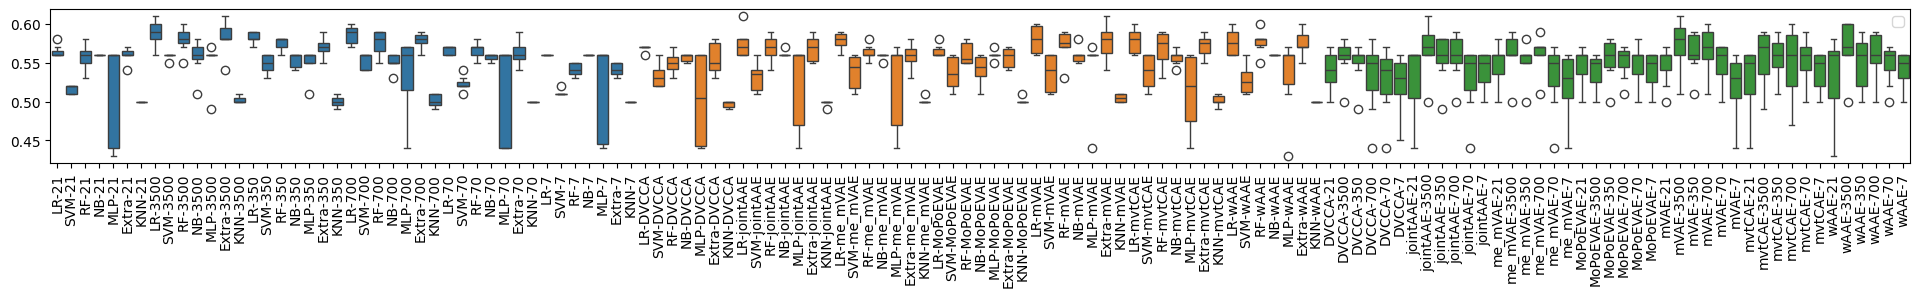 0.60
0.55
0.50
0.45
LR-21
SVM-21
RF-21
NB-21
MLP-21
Extra-21
KNN-21
LR-3500
SVM-3500
RF-3500
NB-3500
MLP-3500
Extra-3500
KNN-3500
LR-350
SVM-350
RF-350
NB-350
MLP-350
Extra-350
KNN-350
LR-700
SVM-700
RF-700
NB-700
MLP-700
Extra-700
KNN-700
LR-70
SVM-70
RF-70
NB-70
MLP-70
Extra-70
KNN-70
LR-7
SVM-7
RF-7
NB-7
MLP-7
Extra-7
KNN-7
LR-DVCCA
SVM-DVCCA
RF-DVCCA
NB-DVCCA
MLP-DVCCA
Extra-DVCCA
KNN-DVCCA
LR-jointAAE
SVM-jointAAE
RF-jointAAE
NB-jointAAE
MLP-jointAAE
Extra-jointAAE
KNN-jointAAE
LR-me_mVAE
SVM-me_mVAE
RF-me_mVAE
NB-me_mVAE
MLP-me_mVAE
Extra-me_mVAE
KNN-me_mVAE
LR-MoPoEVAE
SVM-MoPoEVAE
RF-MoPoEVAE
NB-MoPoEVAE
MLP-MoPoEVAE
Extra-MoPoEVAE
KNN-MoPoEVAE
LR-mVAE
SVM-mVAE
RF-mVAE
NB-mVAE
MLP-mVAE
Extra-mVAE
KNN-mVAE
LR-mvtCAE
SVM-mvtCAE
RF-mvtCAE
NB-mvtCAE
MLP-mvtCAE
Extra-mvtCAE
KNN-mvtCAE
LR-wAAE
SVM-wAAE
RF-wAAE
NB-wAAE
MLP-wAAE
Extra-wAAE
KNN-wAAE
DVCCA-21
DVCCA-3500
DVCCA-350
DVCCA-700
DVCCA-70
DVCCA-7
jointAAE-21
jointAAE-3500
jointAAE-350
jointAAE-700
jointAAE-70
jointAAE-7
me_mVAE-21
me_mVAE-3500
me_mVAE-350
me_mVAE-700
me_mVAE-70
me_mVAE-7
MoPoEVAE-21
MoPoEVAE-3500
MoPoEVAE-350
MoPoEVAE-700
MoPoEVAE-70
MoPoEVAE-7
mVAE-21
mVAE-3500
mVAE-350
mVAE-700
mVAE-70
mVAE-7
mvtCAE-21
mvtCAE-3500
mvtCAE-350
mvtCAE-700
mvtCAE-70
mvtCAE-7
wAAE-21
wAAE-3500
wAAE-350
wAAE-700
wAAE-70
wAAE-7